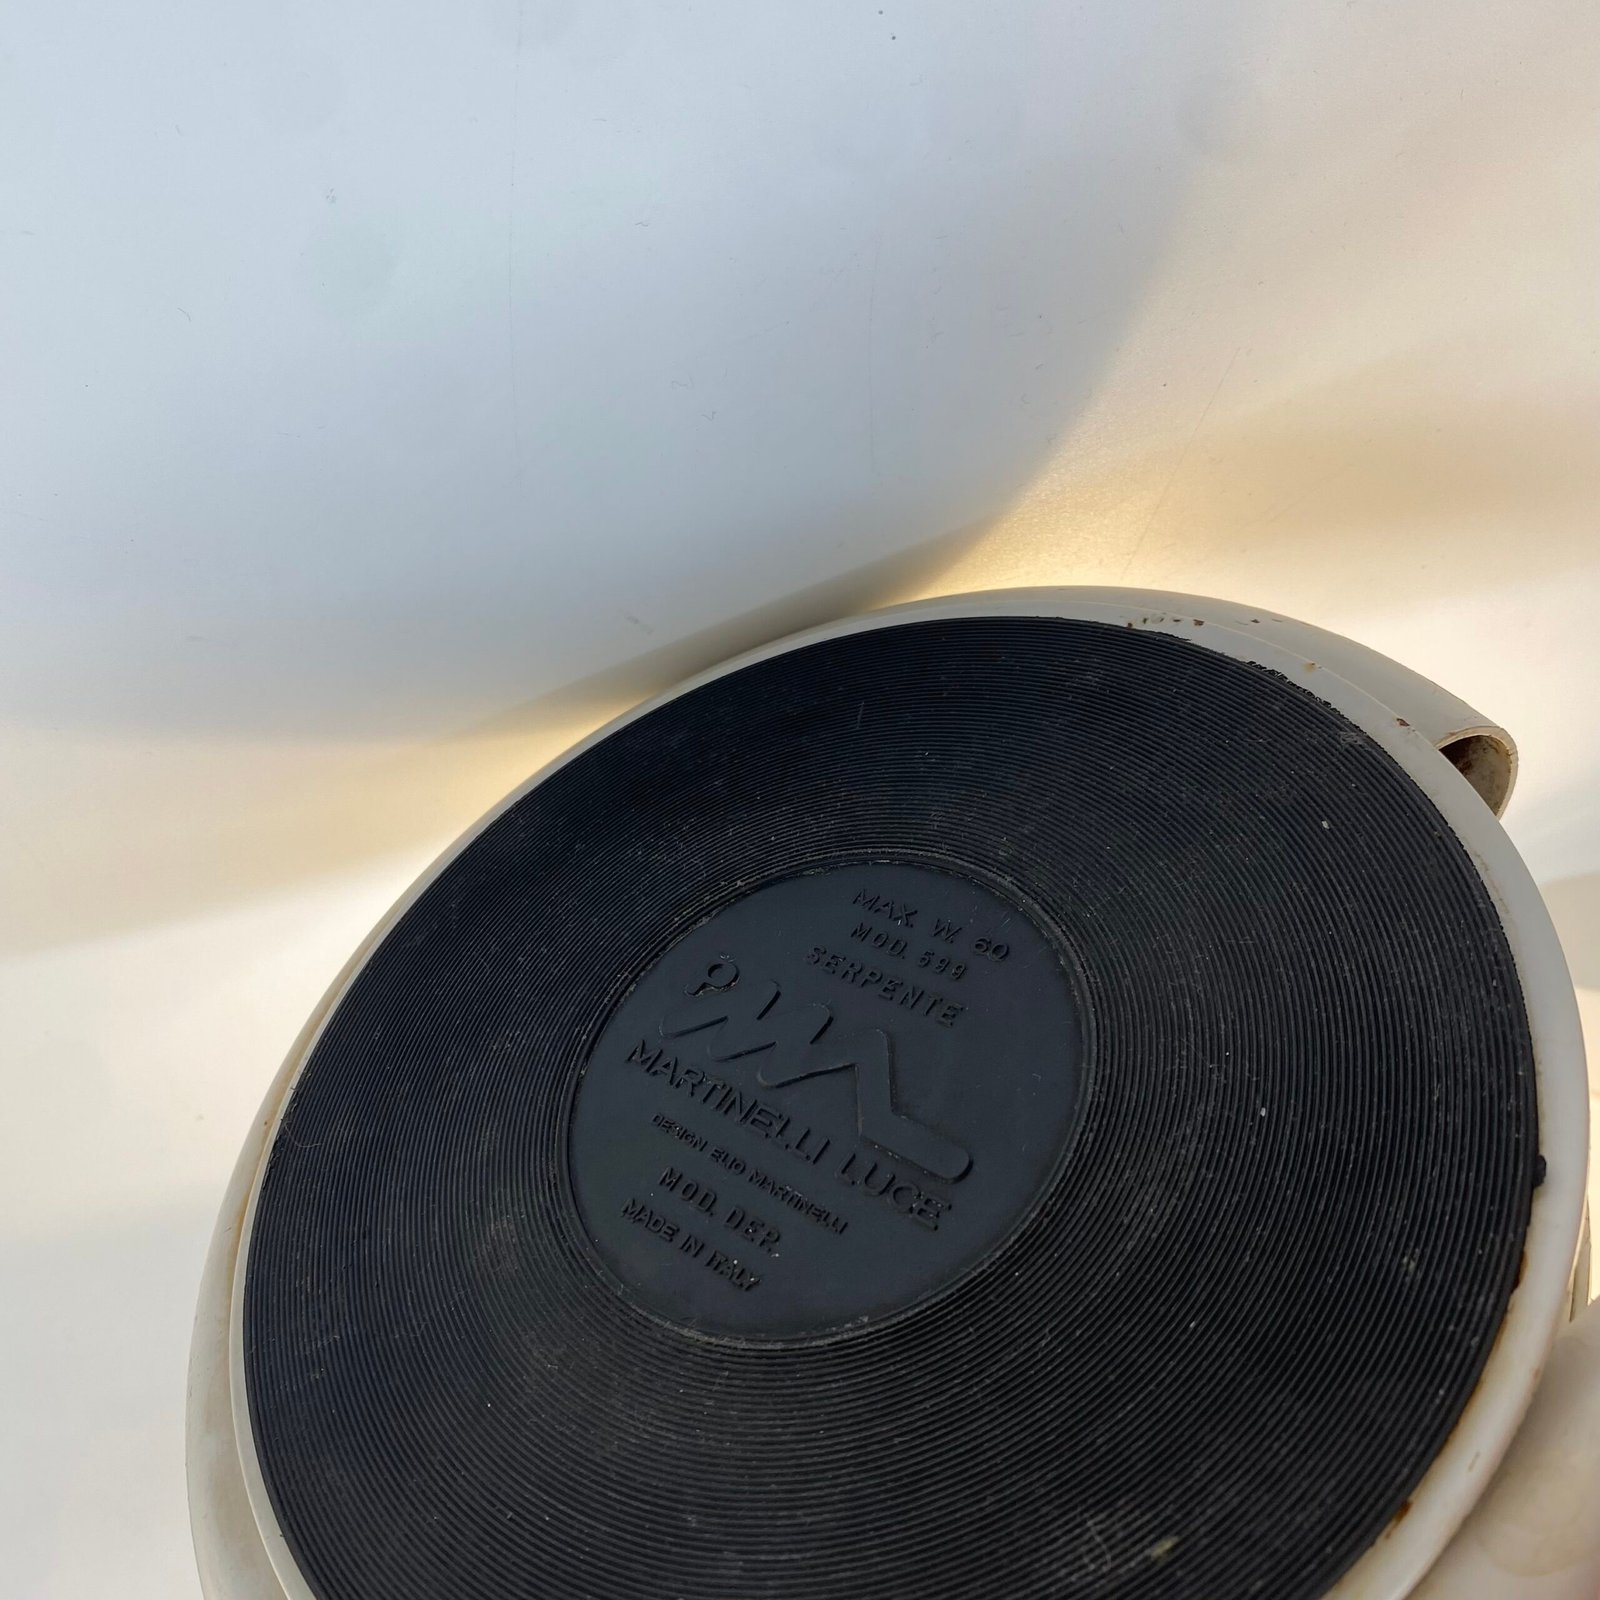 MAX. W. 60
MOD. 599
SERPENTE
MARTINELLI LUCE
DESIGN ELIO MARTINELLI
MOD. DEP.
MADE IN ITALY